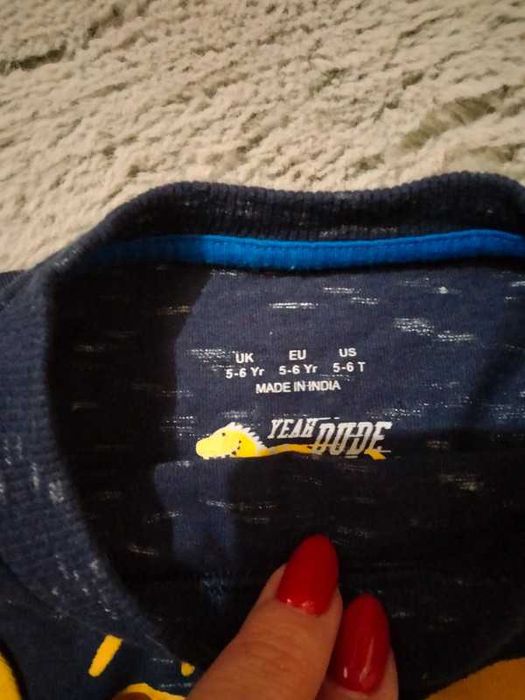 UK EU US
5-6 Yr 5-6 Yr 5-6 T
MADE IN INDIA
YEAH DUDE